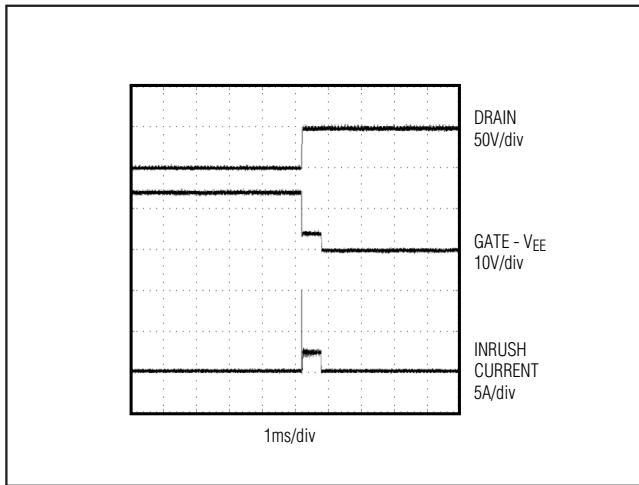 DRAIN
50V/div
GATE - VEE
10V/div
INRUSH
CURRENT
5A/div
1ms/div